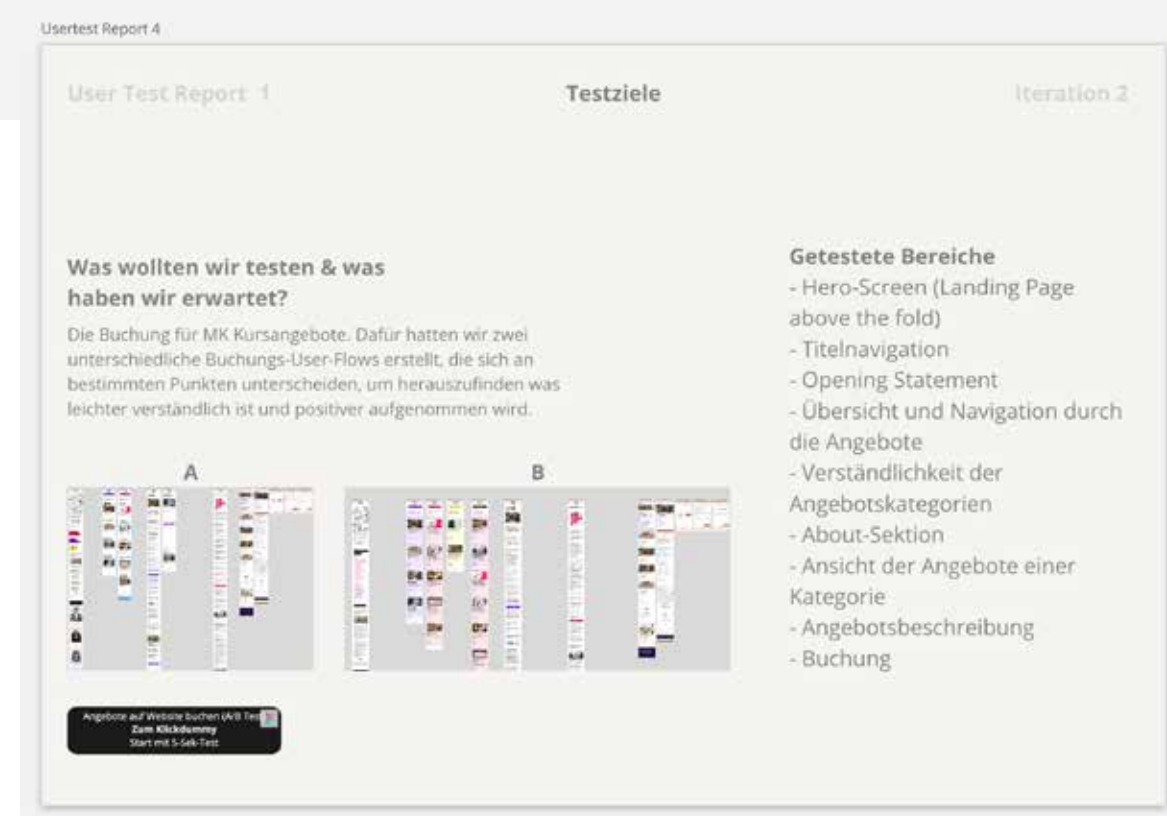 Usertest Report 4
User Test Report 1
Testziele
Iteration 2
Was wollten wir testen & was
haben wir erwartet?
Die Buchung für MK Kursangebote. Dafür hatten wir zwei
unterschiedliche Buchungs-User-Flows erstellt, die sich an
bestimmten Punkten unterscheiden, um herauszufinden was
leichter verständlich ist und positiver aufgenommen wird.
A
B
Angebote auf Website buchen (A/B Tes
Zum Klickdummy
Start mit 5-Sek-Test
Getestete Bereiche
- Hero-Screen (Landing Page
above the fold)
- Titelnavigation
- Opening Statement
- Übersicht und Navigation durch
die Angebote
- Verständlichkeit der
Angebotskategorien
- About-Sektion
- Ansicht der Angebote einer
Kategorie
- Angebotsbeschreibung
- Buchung